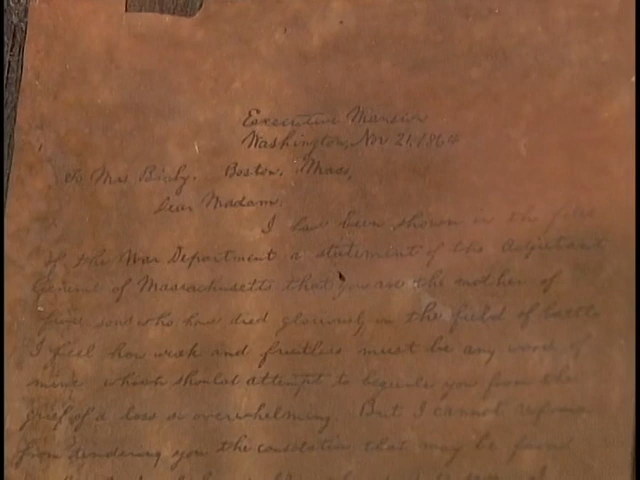 Executive Mansion
Washington, Nov 21, 1864
To Mrs Bixby. Boston. Mass,
Dear Madam.
I have been shown in the files
of the War Department a statement of the Adjutant
General of Massachusetts that you are the mother of
five sons who have died gloriously on the field of battle
I feel how weak and fruitless must be any words of
mine which should attempt to beguile you from the
grief of a loss so overwhelming. But I cannot refrain
from tendering you the consolation that may be found